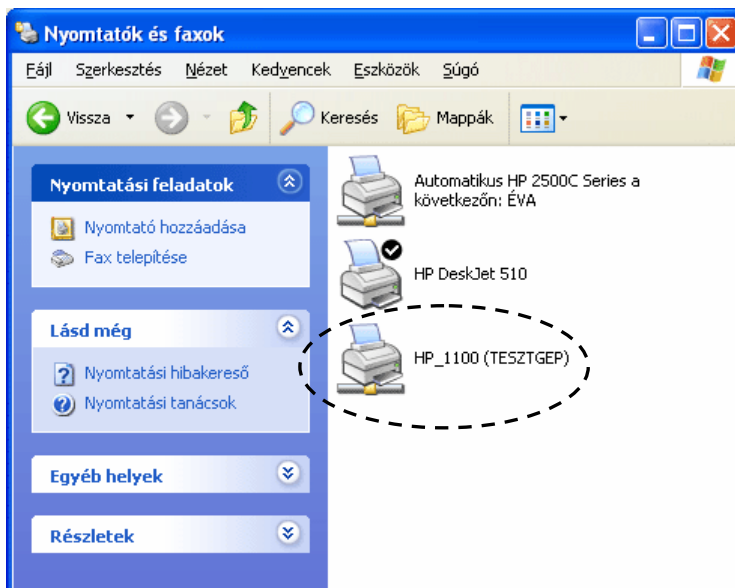 Nyomtatók és faxok
Fájl Szerkesztés Nézet Kedvencek Eszközök Súgó
Vissza Keresés Mappák
Nyomtatási feladatok
Nyomtató hozzáadása
Fax telepítése
Lásd még
Nyomtatási hibakereső
Nyomtatási tanácsok
Egyéb helyek
Részletek
Automatikus HP 2500C Series a
következőn: ÉVA
HP DeskJet 510
HP_1100 (TESZTGEP)